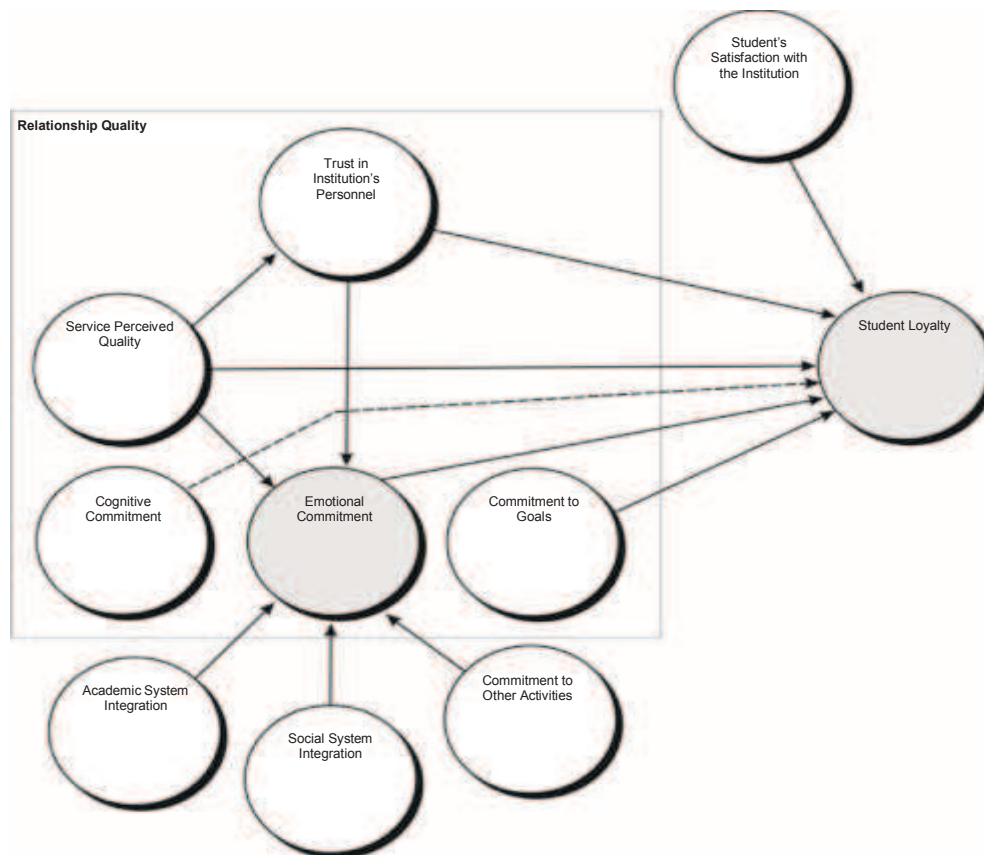 Student’s
Satisfaction with
the Institution
Relationship Quality
Trust in
Institution’s
Personnel
Service Perceived
Quality
Student Loyalty
Cognitive
Commitment
Emotional
Commitment
Commitment to
Goals
Academic System
Integration
Social System
Integration
Commitment to
Other Activities